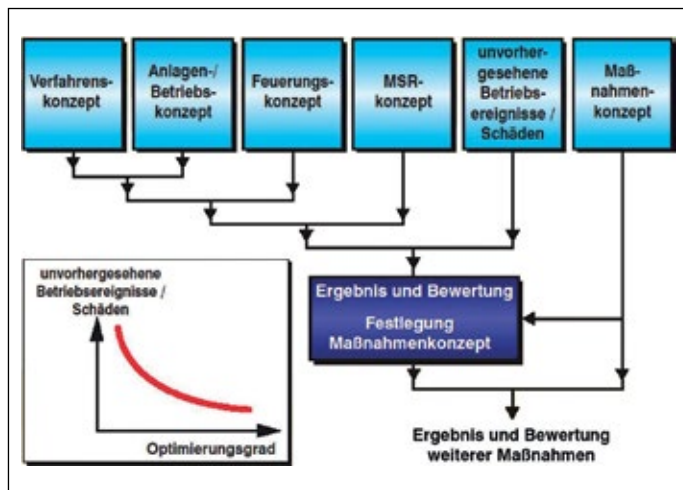 Verfahrens-
konzept
Anlagen-/
Betriebs-
konzept
Feuerungs-
konzept
MSR-
konzept
unvorher-
gesehene
Betriebs-
ereignisse /
Schäden
Maß-
nahmen-
konzept
unvorhergesehene
Betriebsereignisse /
Schäden
Optimierungsgrad
Ergebnis und Bewertung
Festlegung
Maßnahmenkonzept
Ergebnis und Bewertung
weiterer Maßnahmen